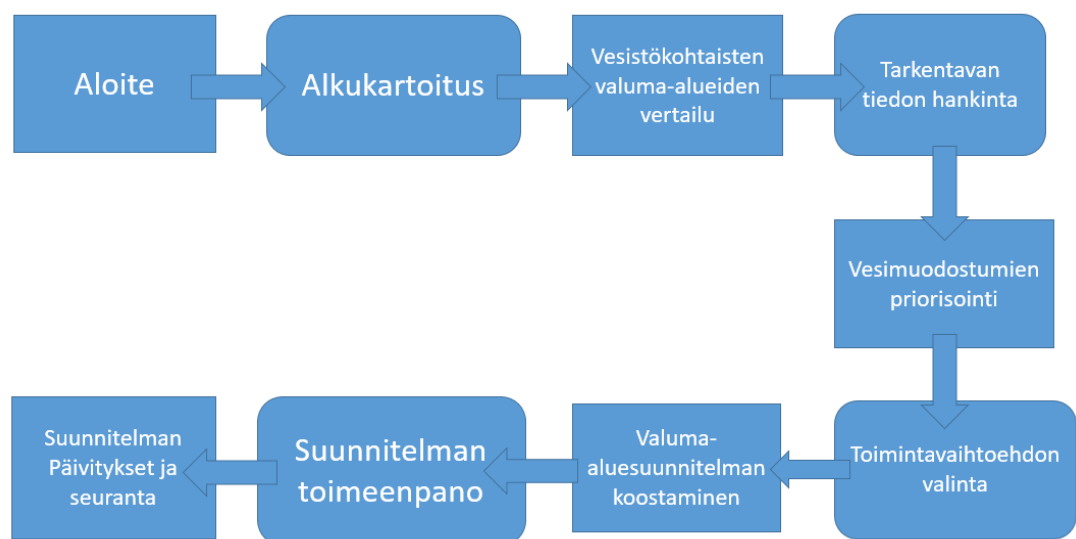 Aloite
Alkukartoitus
Vesistökohtaisten
valuma-alueiden
vertailu
Tarkentavan
tiedon hankinta
Vesimuodostumien
priorisointi
Toimintavaihtoehdon
valinta
Valuma-
aluesuunnitelman
koostaminen
Suunnitelman
toimeenpano
Suunnitelman
Päivitykset ja
seuranta